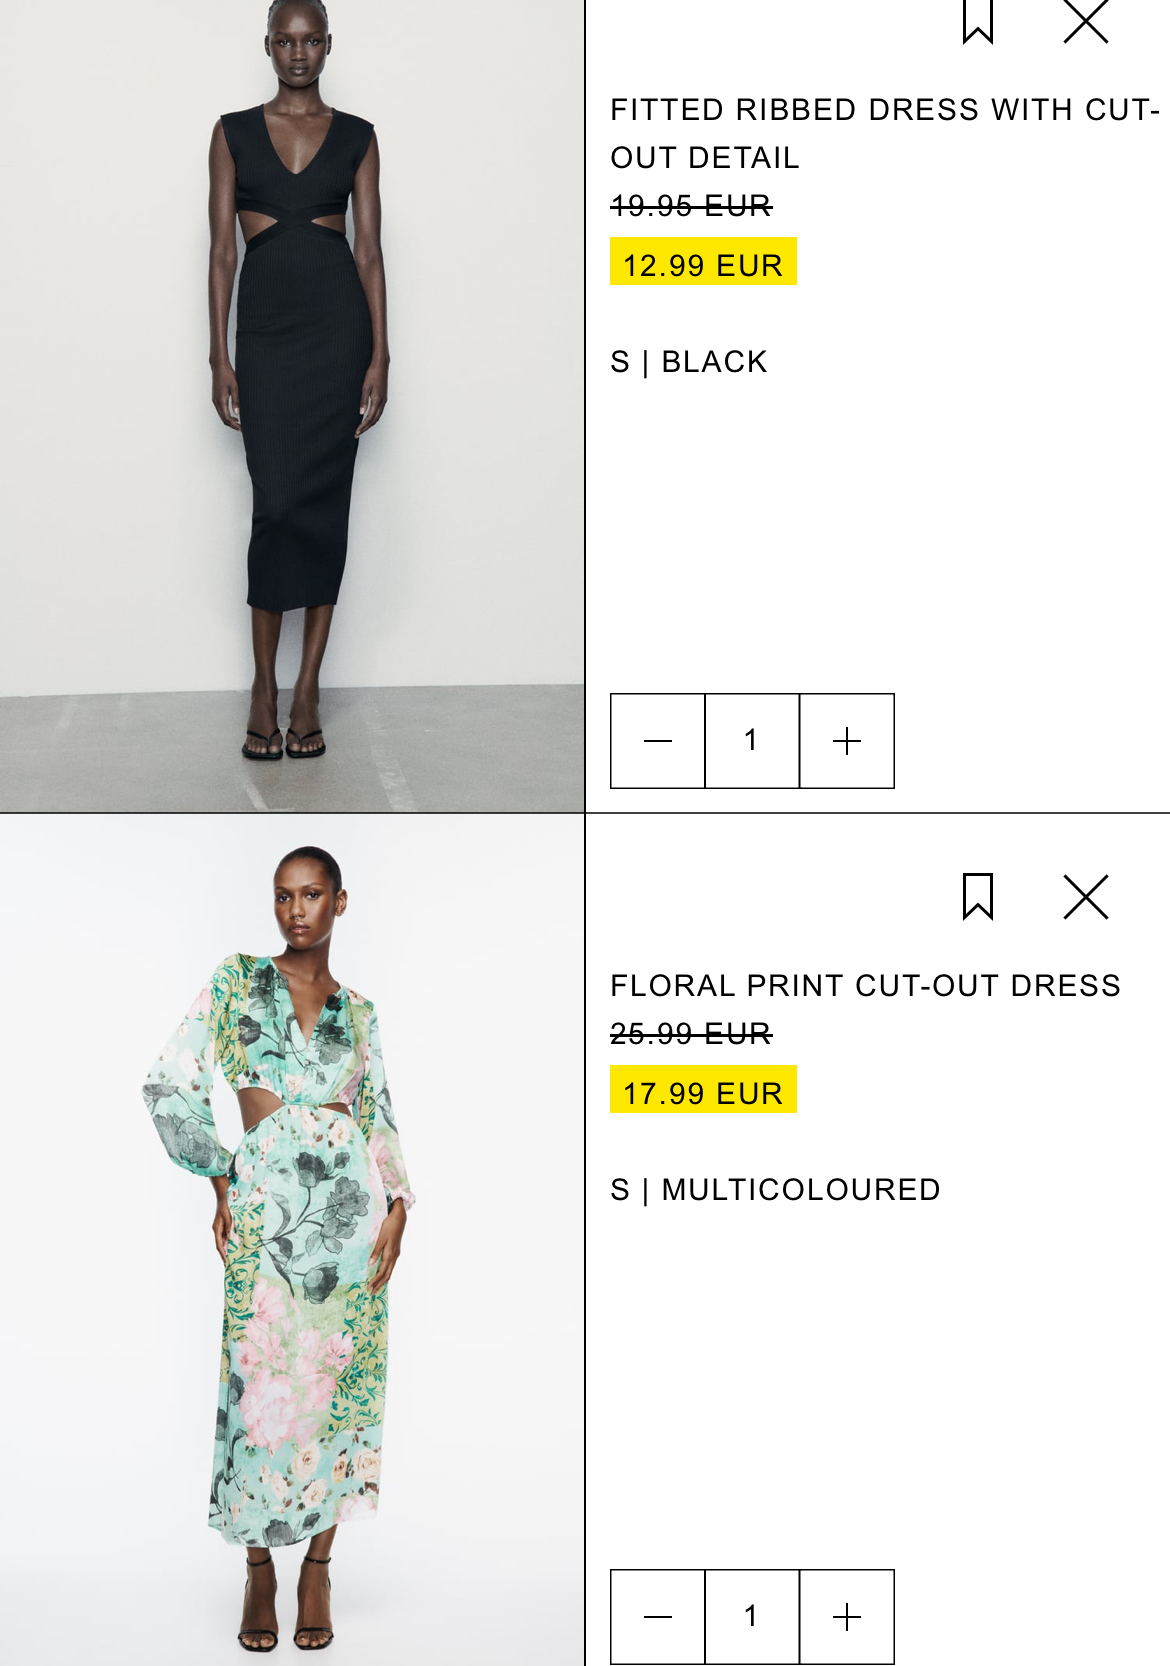 FITTED RIBBED DRESS WITH CUT-
OUT DETAIL
19.95 EUR
12.99 EUR
S | BLACK
1
FLORAL PRINT CUT-OUT DRESS
25.99 EUR
17.99 EUR
S | MULTICOLOURED
1